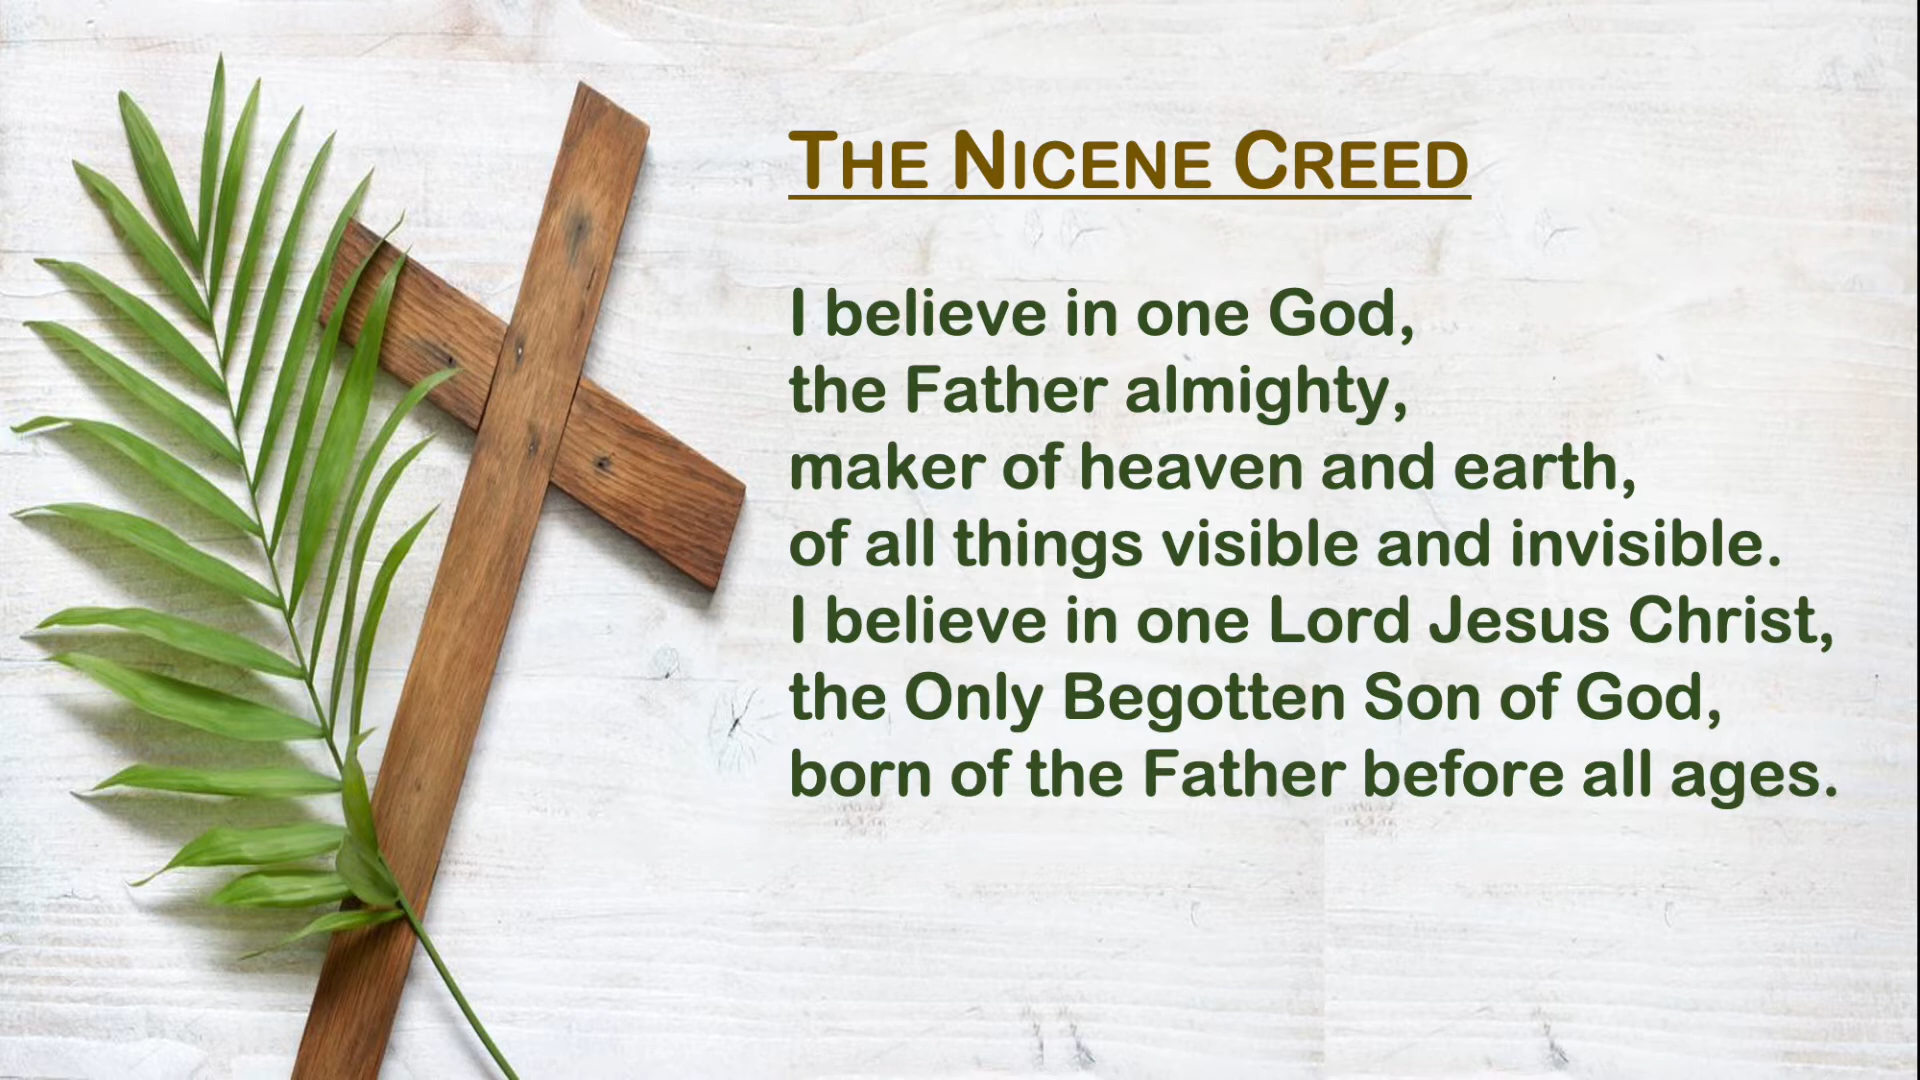 THE NICENE CREED
I believe in one God,
the Father almighty,
maker of heaven and earth,
of all things visible and invisible.
I believe in one Lord Jesus Christ,
the Only Begotten Son of God,
born of the Father before all ages.